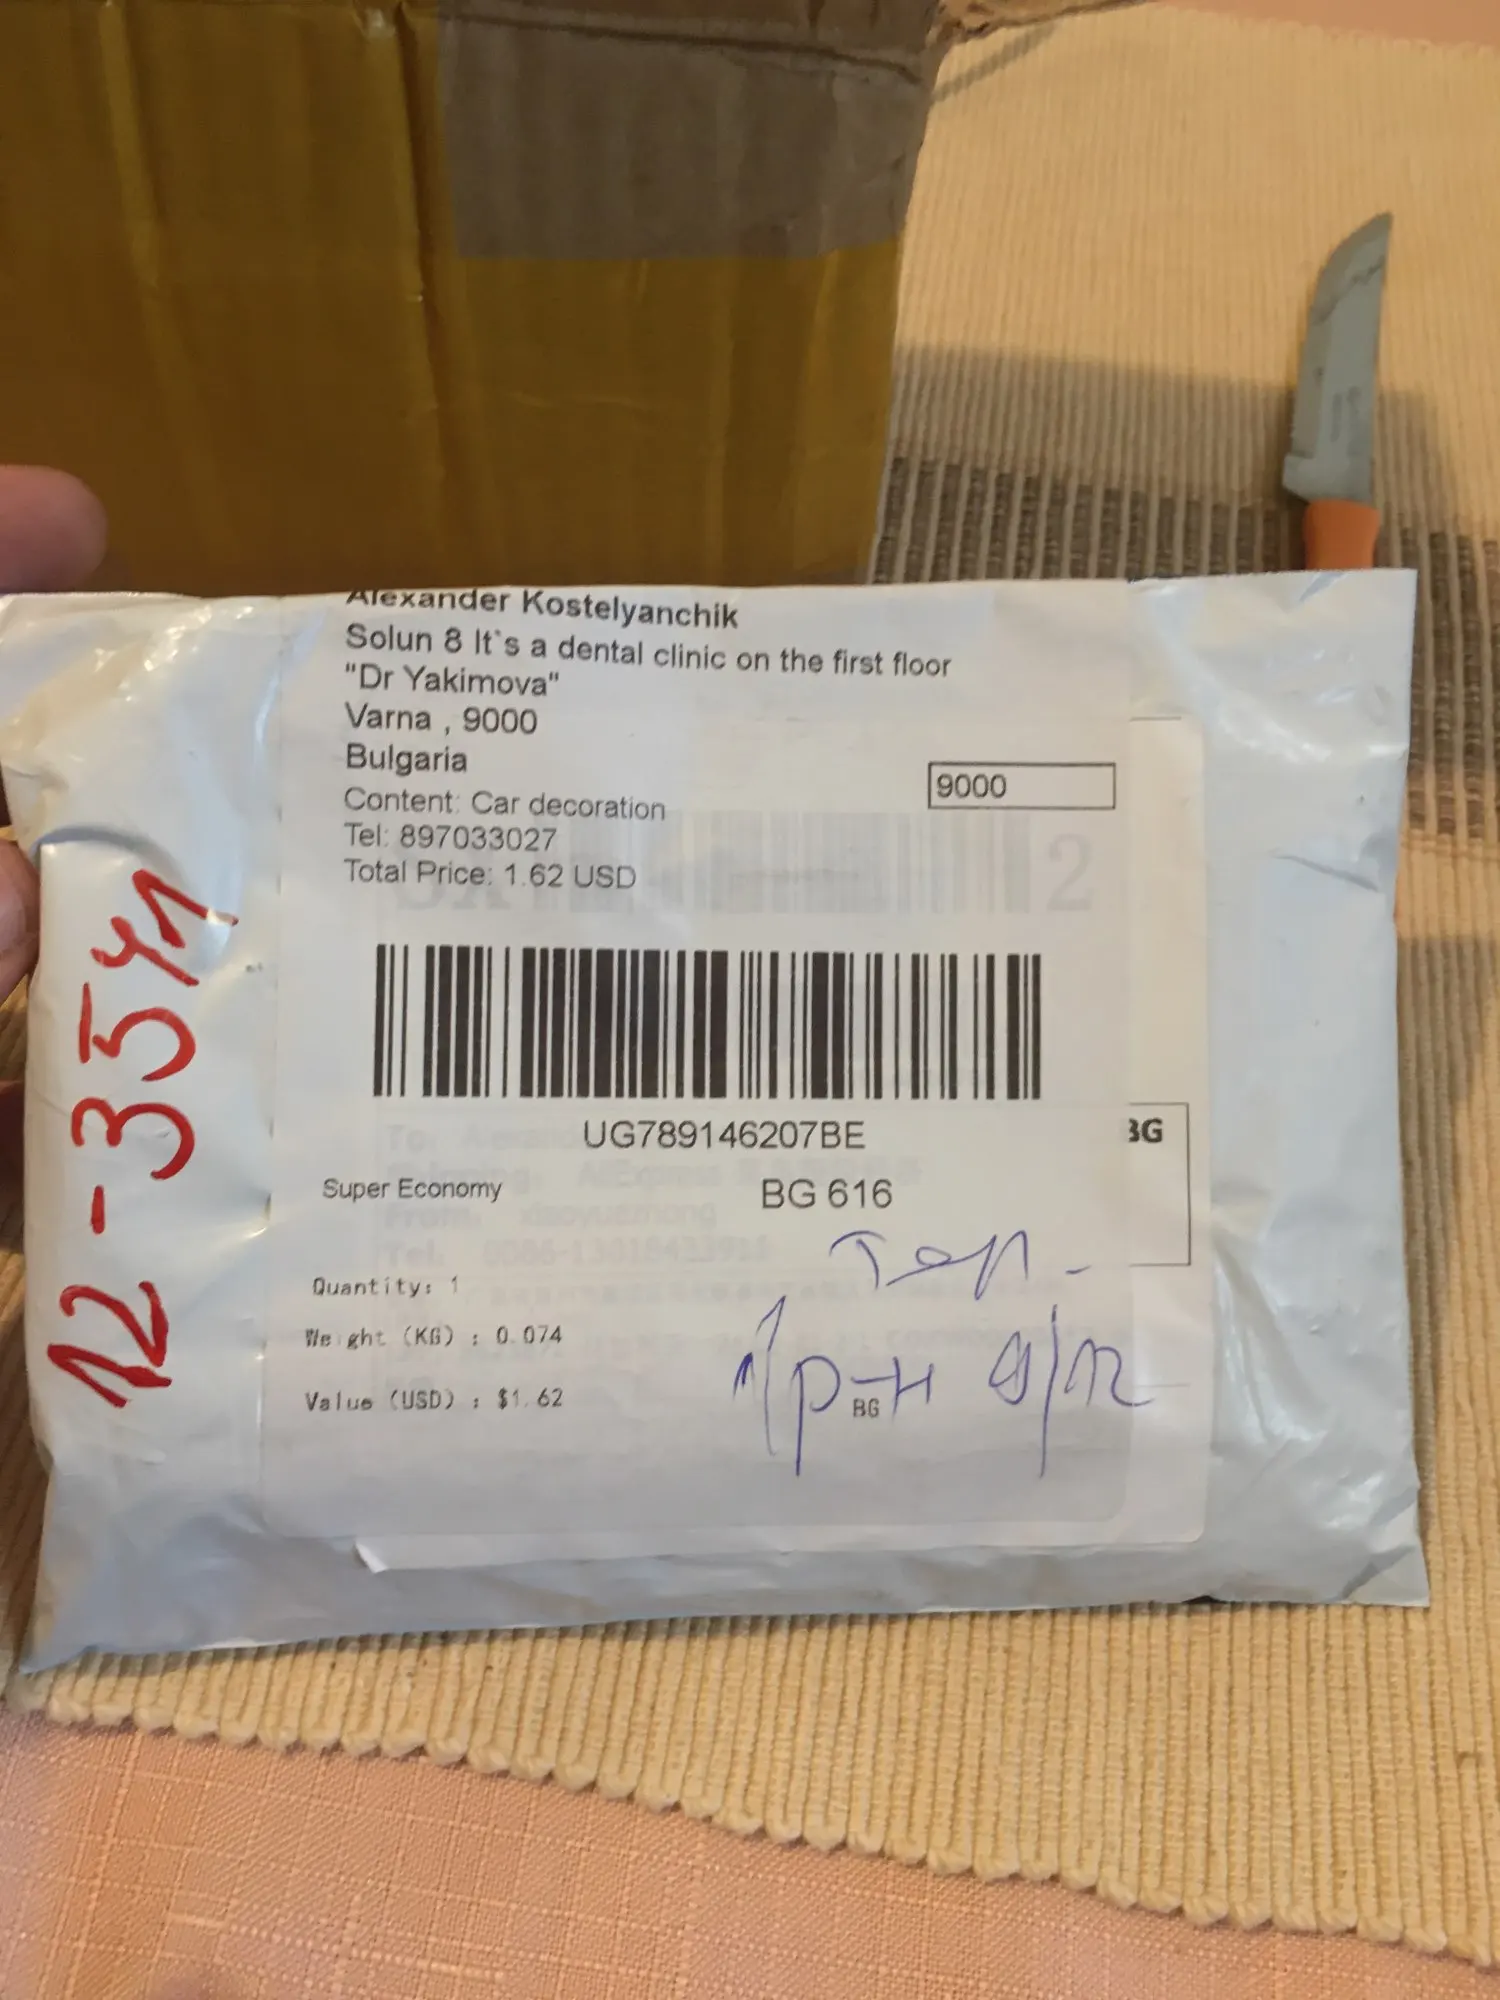 Alexander Kostelyanchik
Solun 8 It`s a dental clinic on the first floor
"Dr Yakimova"
Varna , 9000
Bulgaria
9000
Content: Car decoration
Tel: 897033027
Total Price: 1.62 USD
2
UG789146207BE
BG
Super Economy
BG 616
Quantity: 1
Weight (KG) : 0.074
Value (USD) : $1.62
BG
12-3541